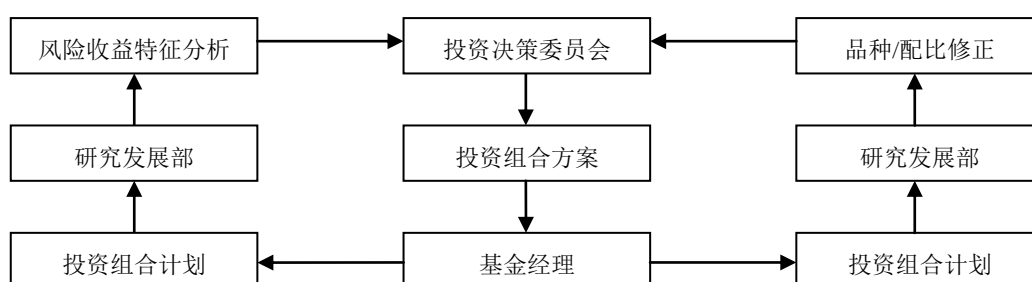 风险收益特征分析
投资决策委员会
品种/配比修正
研究发展部
投资组合方案
研究发展部
投资组合计划
基金经理
投资组合计划